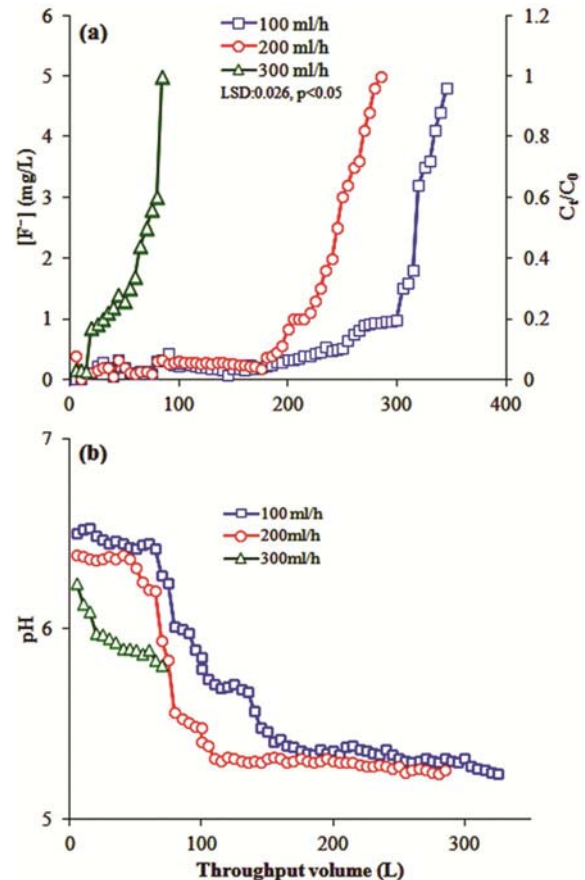 (a)
100 ml/h
200 ml/h
300 ml/h
LSD:0.026, p<0.05
6
5
4
3
2
1
0
[F⁻] (mg/L)
1.2
1
0.8
0.6
0.4
0.2
0
Cₜ/C₀
0 100 200 300 400
(b)
100 ml/h
200ml/h
300 ml/h
7
6
5
pH
0 100 200 300
Throughput volume (L)